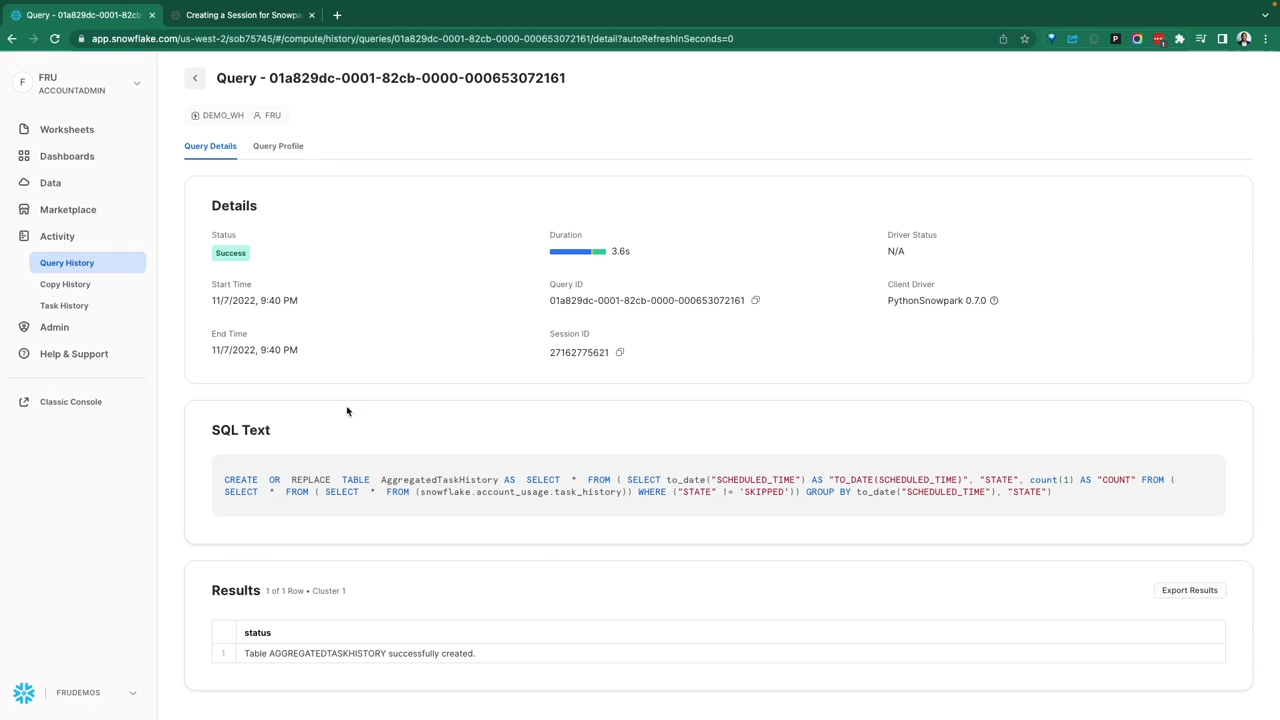 Query - 01a829dc-0001-82cb
Creating a Session for Snowpa
app.snowflake.com/us-west-2/sob75745/#/compute/history/queries/01a829dc-0001-82cb-0000-000653072161/detail?autoRefreshInSeconds=0
F
FRU
ACCOUNTADMIN
Worksheets
Dashboards
Data
Marketplace
Activity
Query History
Copy History
Task History
Admin
Help & Support
Classic Console
FRUDEMOS
Query - 01a829dc-0001-82cb-0000-000653072161
DEMO_WH FRU
Query Details Query Profile
Details
Status
Success
Duration
3.6s
Driver Status
N/A
Start Time
11/7/2022, 9:40 PM
Query ID
01a829dc-0001-82cb-0000-000653072161
Client Driver
PythonSnowpark 0.7.0
End Time
11/7/2022, 9:40 PM
Session ID
27162775621
SQL Text
CREATE OR REPLACE TABLE AggregatedTaskHistory AS SELECT * FROM ( SELECT to_date("SCHEDULED_TIME") AS "TO_DATE(SCHEDULED_TIME)", "STATE", count(1) AS "COUNT" FROM (
SELECT * FROM ( SELECT * FROM (snowflake.account_usage.task_history)) WHERE ("STATE" != 'SKIPPED')) GROUP BY to_date("SCHEDULED_TIME"), "STATE")
Results 1 of 1 Row • Cluster 1
Export Results
status
1 Table AGGREGATEDTASKHISTORY successfully created.